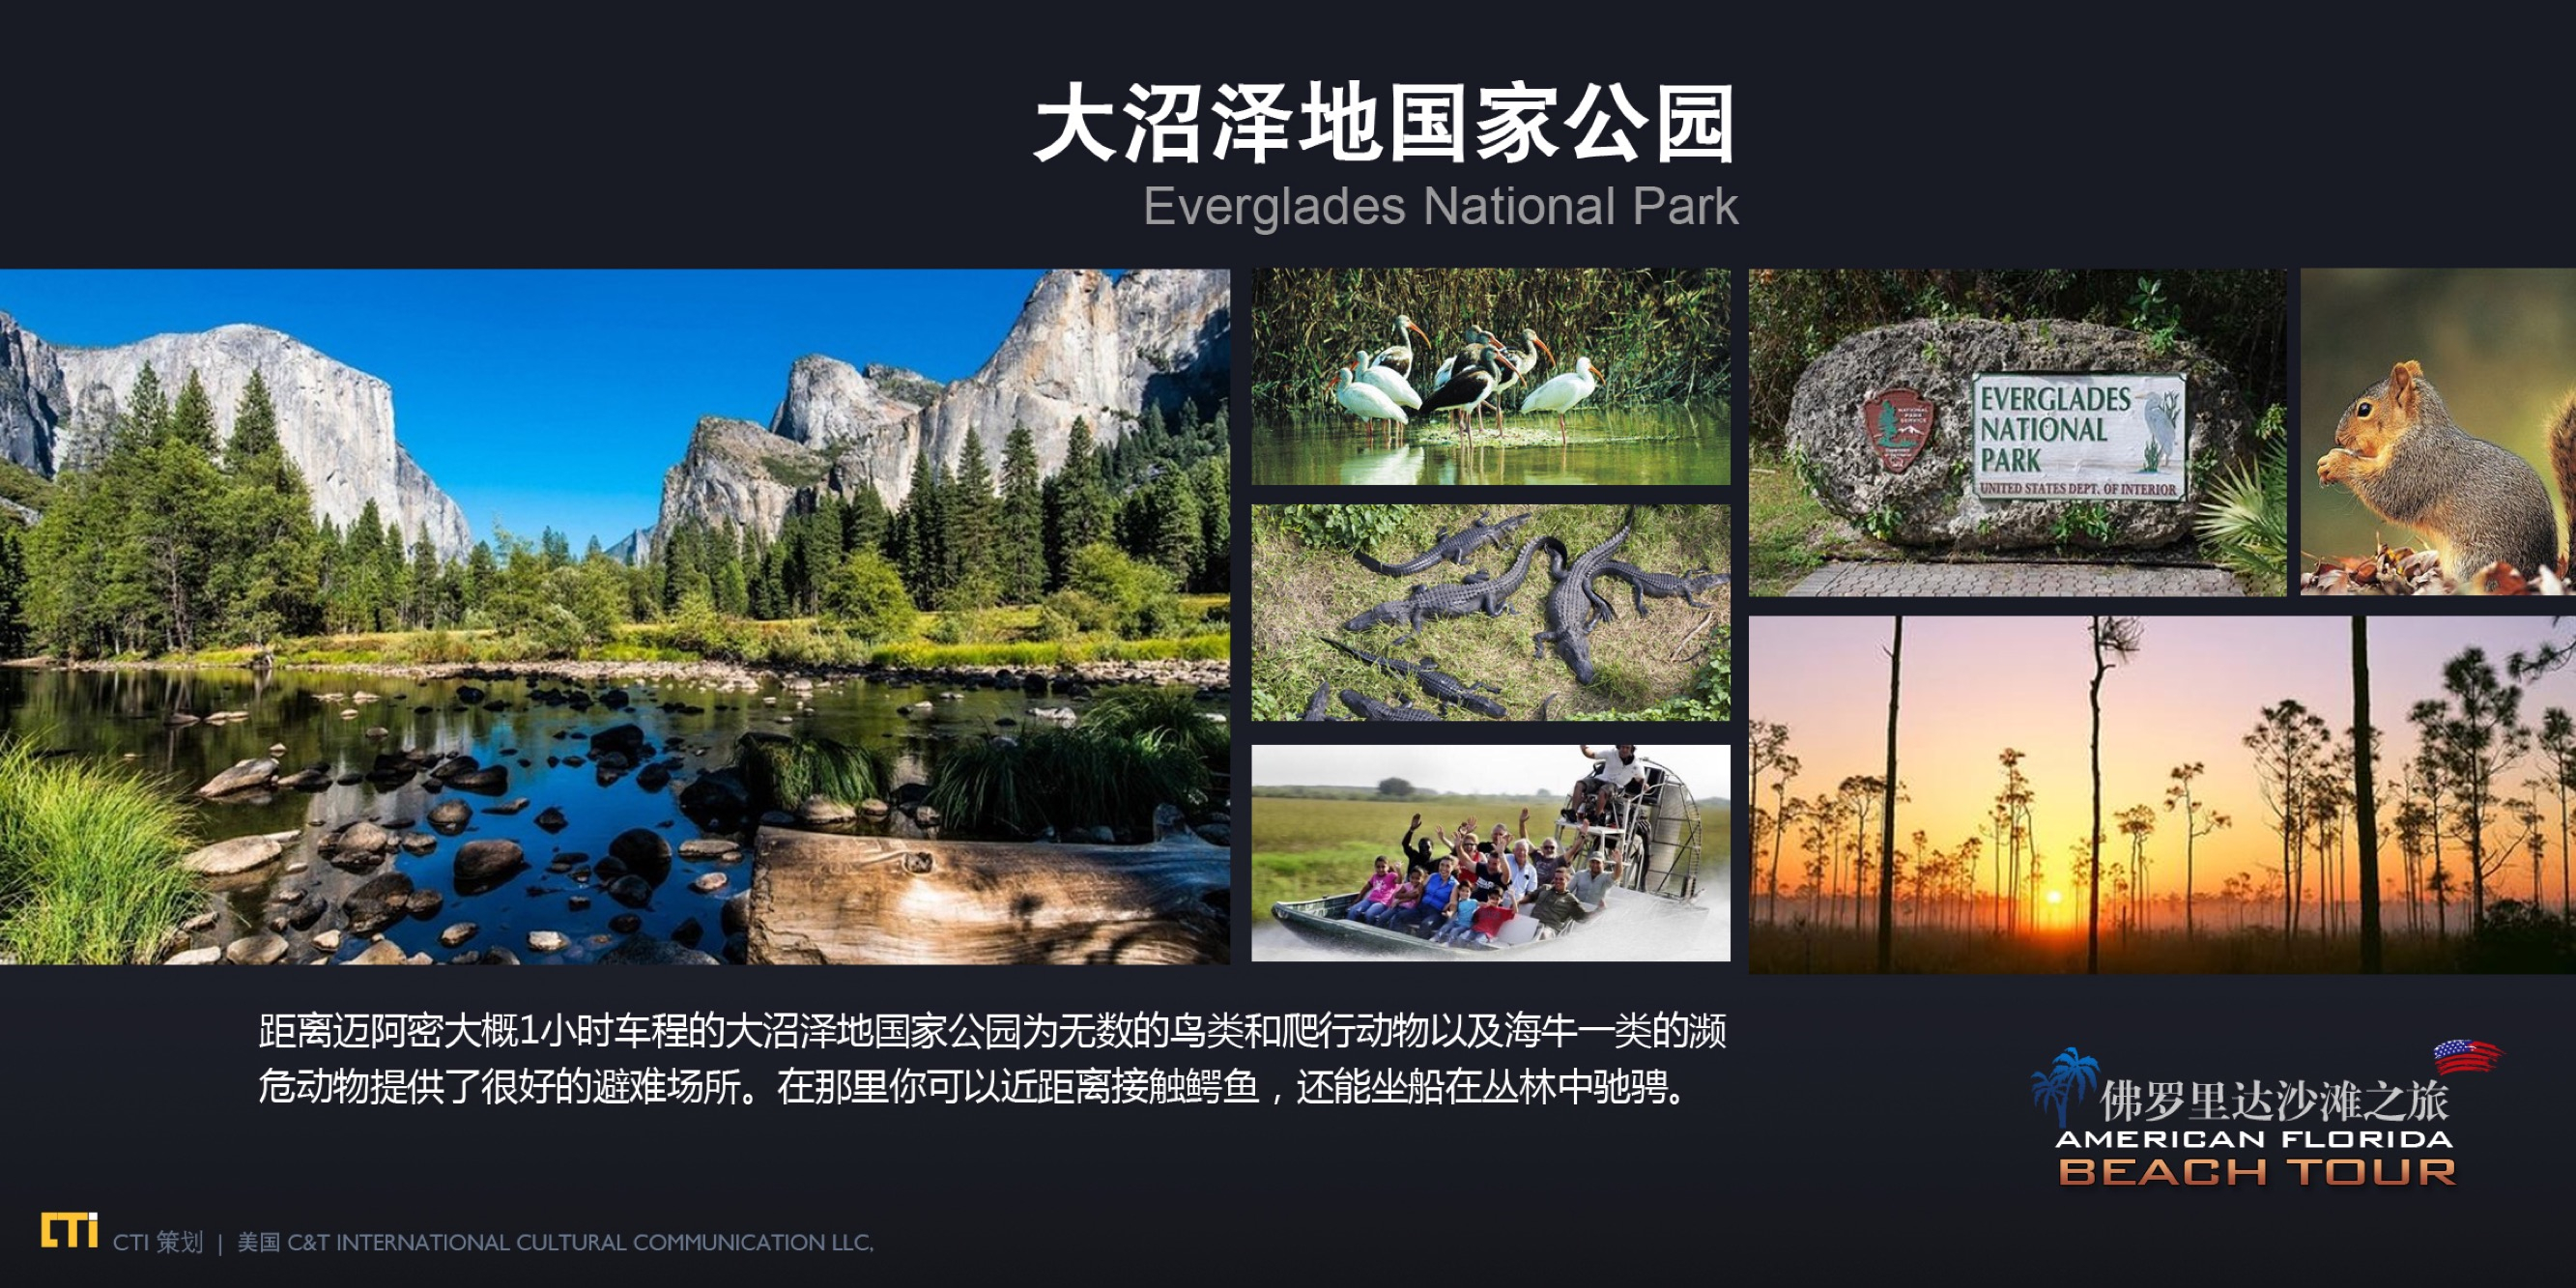 大沼泽地国家公园
Everglades National Park
NATIONAL
PARK
SERVICE
EVERGLADES
NATIONAL
PARK
UNITED STATES DEPT. OF INTERIOR
距离迈阿密大概1小时车程的大沼泽地国家公园为无数的鸟类和爬行动物以及海牛一类的濒
危动物提供了很好的避难场所。在那里你可以近距离接触鳄鱼，还能坐船在丛林中驰骋。
佛罗里达沙滩之旅
AMERICAN FLORIDA
BEACH TOUR
CTi CTI 策划 | 美国 C&T INTERNATIONAL CULTURAL COMMUNICATION LLC,